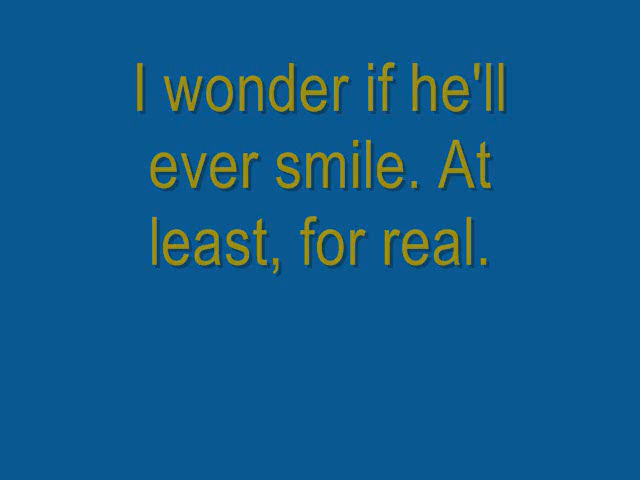 I wonder if he'll
ever smile. At
least, for real.